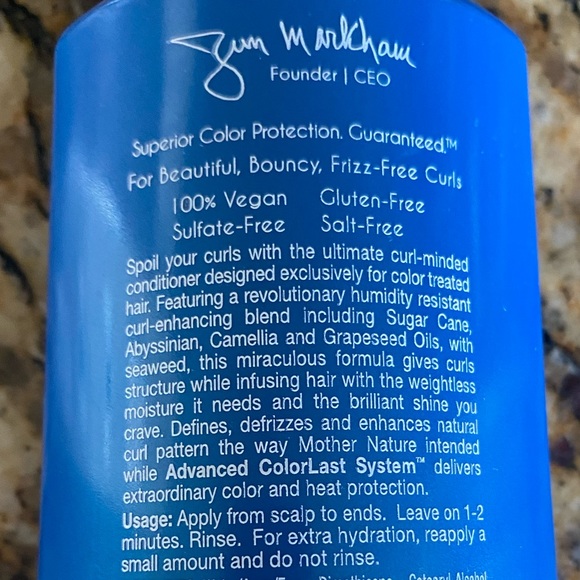 Jim Markham
Founder | CEO
Superior Color Protection. Guaranteed.™
For Beautiful, Bouncy, Frizz-Free Curls
100% Vegan Gluten-Free
Sulfate-Free Salt-Free
Spoil your curls with the ultimate curl-minded
conditioner designed exclusively for color treated
hair. Featuring a revolutionary humidity resistant
curl-enhancing blend including Sugar Cane,
Abyssinian, Camellia and Grapeseed Oils, with
seaweed, this miraculous formula gives curls
structure while infusing hair with the weightless
moisture it needs and the brilliant shine you
crave. Defines, defrizzes and enhances natural
curl pattern the way Mother Nature intended
while Advanced ColorLast System™ delivers
extraordinary color and heat protection.
Usage: Apply from scalp to ends. Leave on 1-2
minutes. Rinse. For extra hydration, reapply a
small amount and do not rinse.